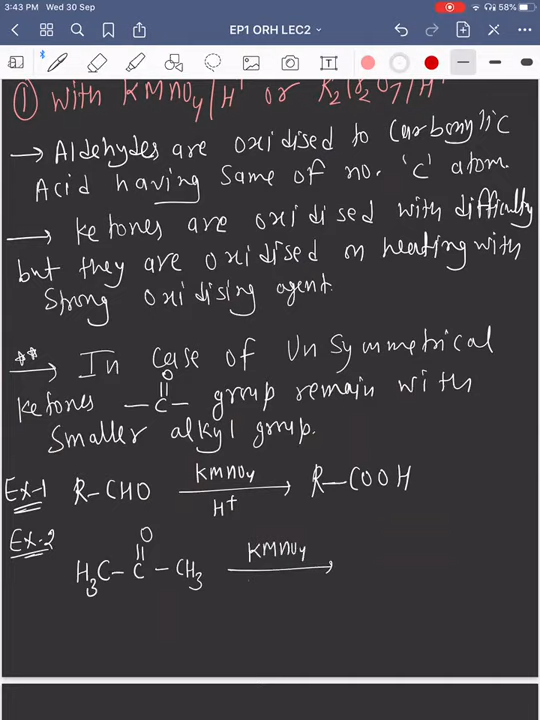 3:43 PM Wed 30 Sep
58%
EP1 ORH LEC2
① With KMNO4/H+ or K2Cr2O7/H+
→ Aldehydes are oxidised to Carboxylic
Acid having Same of no. 'C' atom
→ Ketones are oxidised with difficulty
but they are oxidised on heating with
Strong oxidising agent.
** → In Case of UnSymmetrical
O
Ketones —C— group remain with
Smaller alkyl group.
Ex-1 R–CHO KMNO4 H+ → R–COOH
Ex-2
O
H3C–C–CH3 KMNO4 →